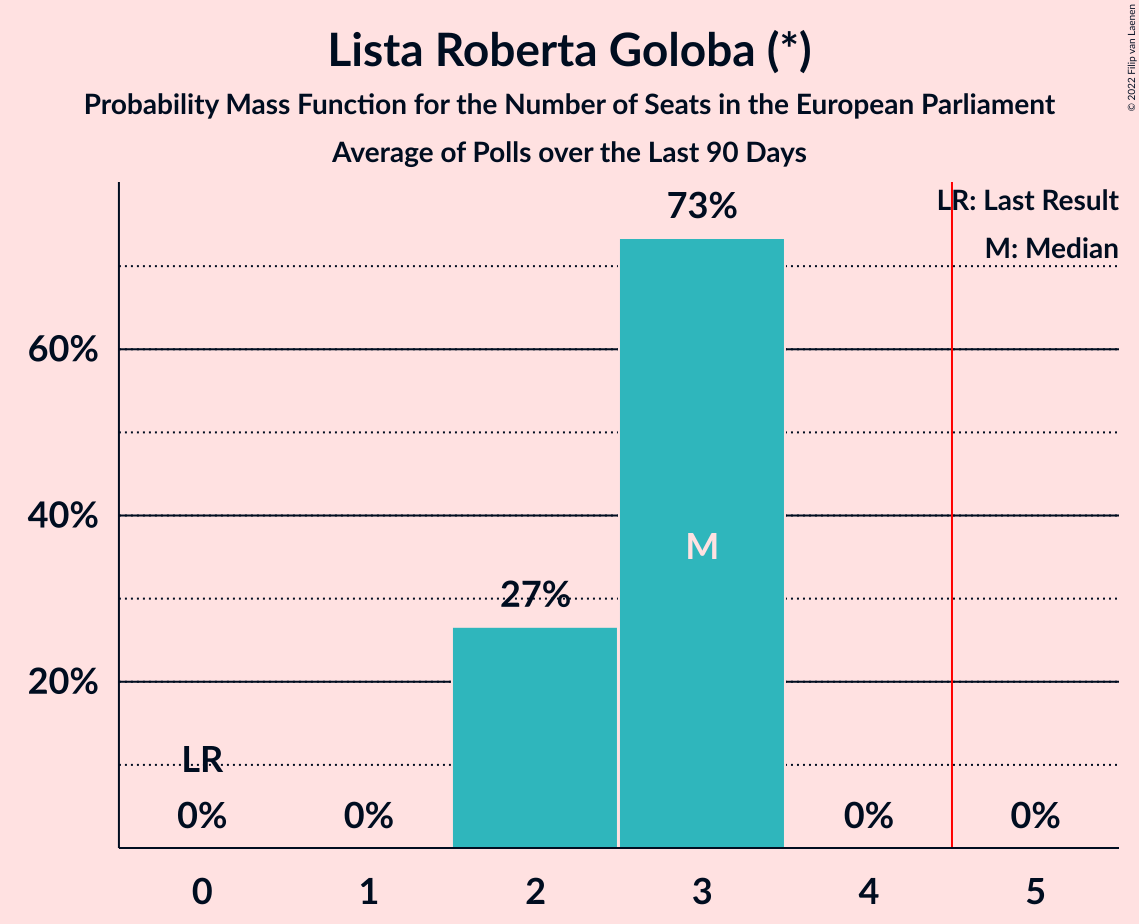 Lista Roberta Goloba (*)
Probability Mass Function for the Number of Seats in the European Parliament
Average of Polls over the Last 90 Days
© 2022 Filip van Laenen
LR: Last Result
M: Median
73%
60%
40%
M
27%
20%
LR
0%
0%
0%
0%
0
1
2
3
4
5